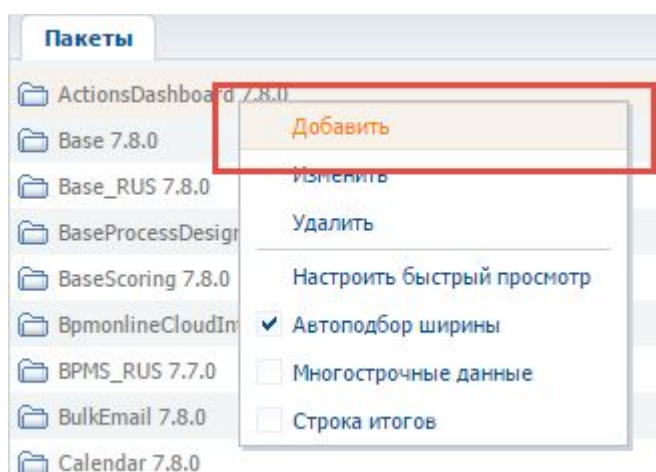 Пакеты
ActionsDashboard 7.8.0
Добавить
Base 7.8.0
Изменить
Base_RUS 7.8.0
Удалить
BaseProcessDesign
BaseScoring 7.8.0
Настроить быстрый просмотр
BpmonlineCloudInt
Автоподбор ширины
BPMS_RUS 7.7.0
Многострочные данные
BulkEmail 7.8.0
Строка итогов
Calendar 7.8.0